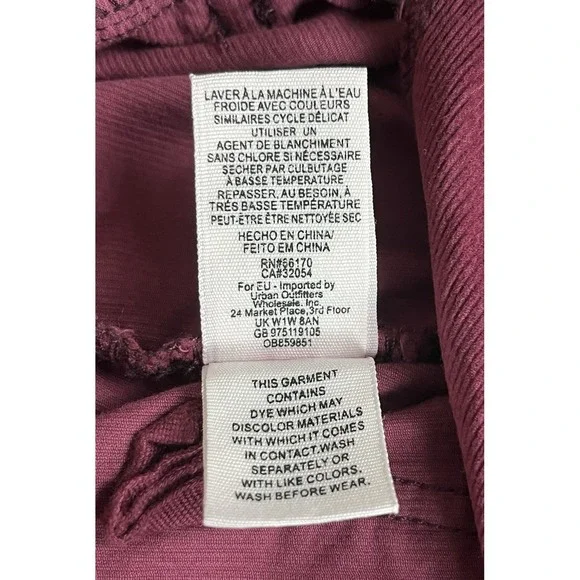 LAVER À LA MACHINE À L'EAU
FROIDE AVEC COULEURS
SIMILAIRES CYCLE DÉLICAT
UTILISER UN
AGENT DE BLANCHIMENT
SANS CHLORE SI NÉCESSAIRE
SECHER PAR CULBUTAGE
À BASSE TEMPERATURE
REPASSER, AU BESOIN, À
TRÉS BASSE TEMPÉRATURE
PEUT-ÊTRE ÊTRE NETTOYÉE SEC
HECHO EN CHINA/
FEITO EM CHINA
RN#66170
CA#32054
For EU - Imported by
Urban Outfitters
Wholesale, Inc.
24 Market Place,3rd Floor
UK W1W 8AN
GB 975119105
OB859851
THIS GARMENT
CONTAINS
DYE WHICH MAY
DISCOLOR MATERIALS
WITH WHICH IT COMES
IN CONTACT.WASH
SEPARATELY OR
WITH LIKE COLORS.
WASH BEFORE WEAR.